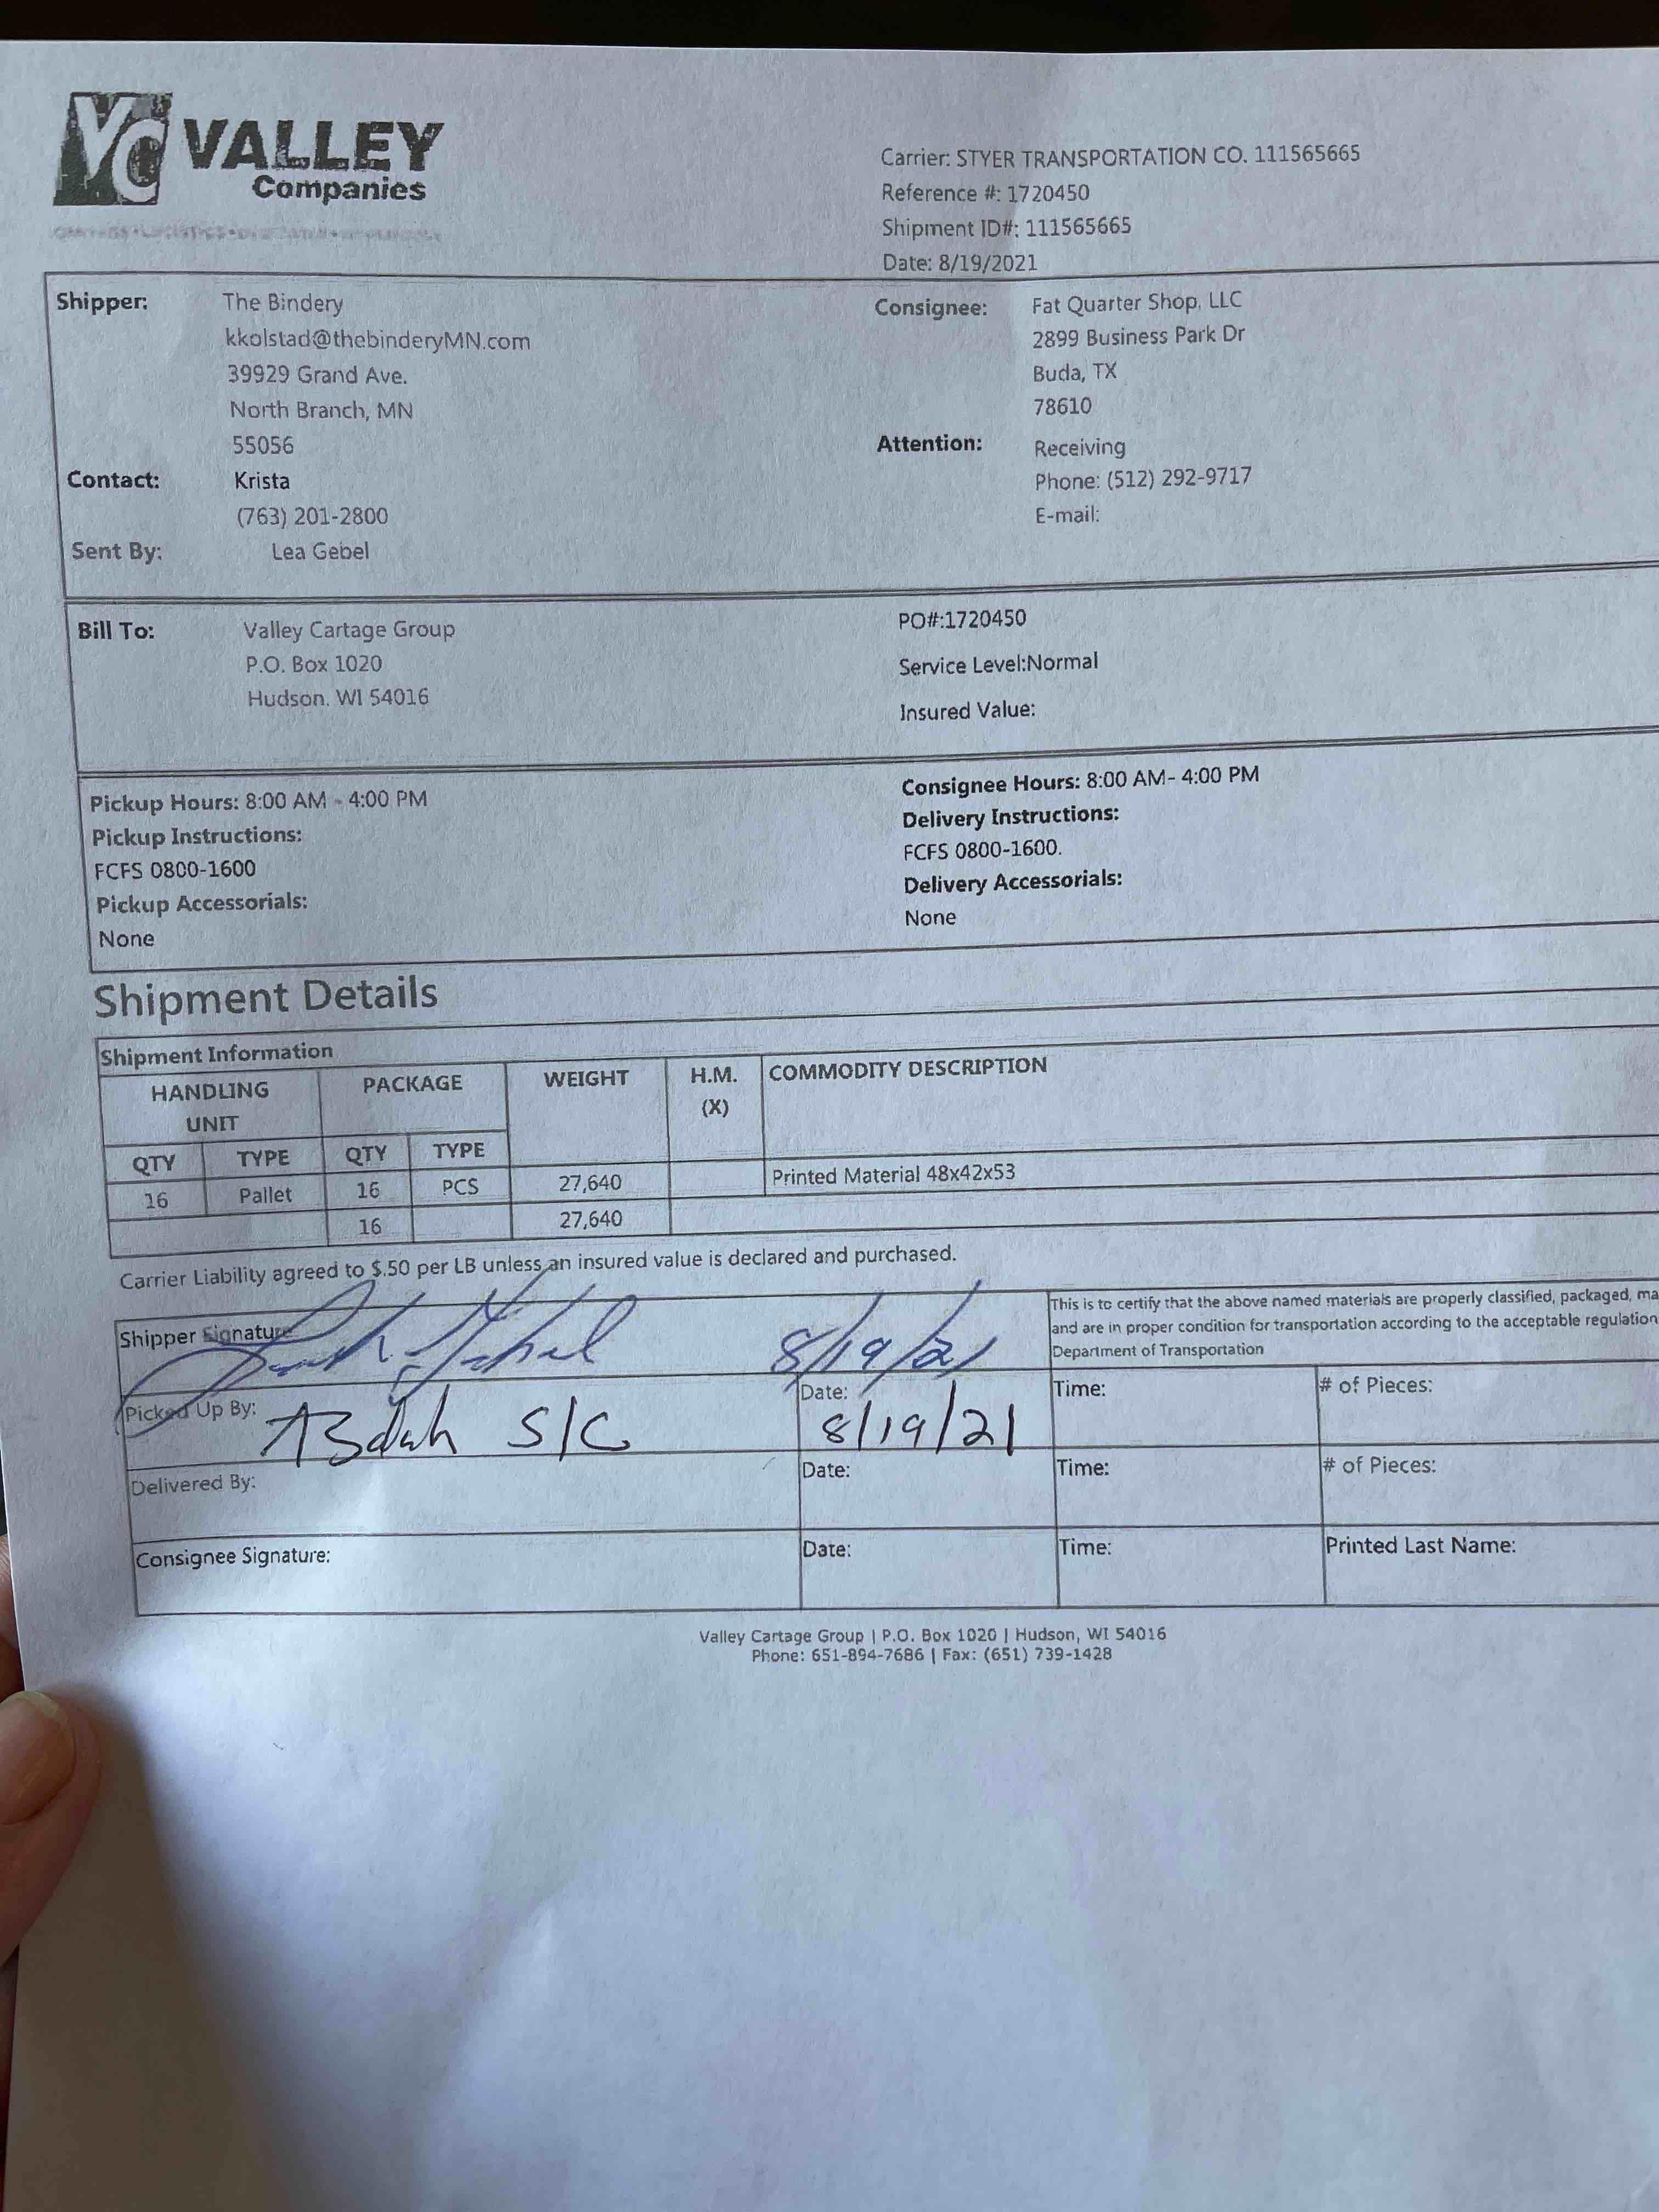 VC VALLEY
Companies
Carrier: STYER TRANSPORTATION CO. 111565665
Reference #: 1720450
Shipment ID#: 111565665
Date: 8/19/2021
Shipper: The Bindery
kkolstad@thebinderyMN.com
39929 Grand Ave.
North Branch, MN
55056
Contact: Krista
(763) 201-2800
Sent By: Lea Gebel
Consignee: Fat Quarter Shop, LLC
2899 Business Park Dr
Buda, TX
78610
Attention: Receiving
Phone: (512) 292-9717
E-mail:
Bill To: Valley Cartage Group
P.O. Box 1020
Hudson. WI 54016
PO#:1720450
Service Level:Normal
Insured Value:
Pickup Hours: 8:00 AM - 4:00 PM
Pickup Instructions:
FCFS 0800-1600
Pickup Accessorials:
None
Consignee Hours: 8:00 AM- 4:00 PM
Delivery Instructions:
FCFS 0800-1600.
Delivery Accessorials:
None
Shipment Details
Shipment Information
HANDLING UNIT PACKAGE WEIGHT H.M. (X) COMMODITY DESCRIPTION
QTY TYPE QTY TYPE
16 Pallet 16 PCS 27,640 Printed Material 48x42x53
16 27,640
Carrier Liability agreed to $.50 per LB unless an insured value is declared and purchased.
Shipper Signature 8/19/21
This is to certify that the above named materials are properly classified, packaged, ma
and are in proper condition for transportation according to the acceptable regulation
Department of Transportation
Picked Up By: S/C Date: 8/19/21 Time: # of Pieces:
Delivered By: Date: Time: # of Pieces:
Consignee Signature: Date: Time: Printed Last Name:
Valley Cartage Group | P.O. Box 1020 | Hudson, WI 54016
Phone: 651-894-7686 | Fax: (651) 739-1428